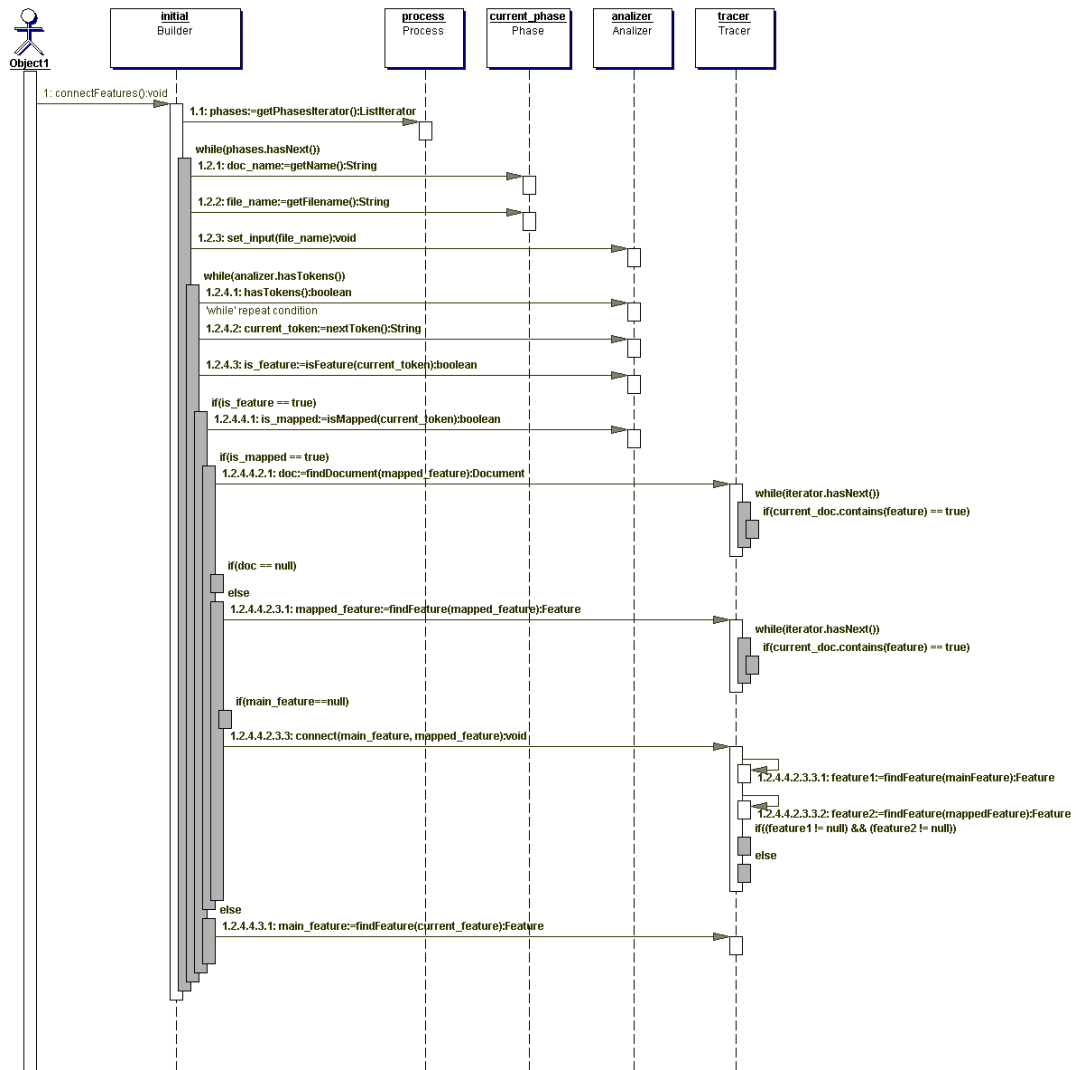 initial
Builder
process
Process
current_phase
Phase
analizer
Analizer
tracer
Tracer
Object1
1: connectFeatures():void
1.1: phases:=getPhasesIterator():ListIterator
while(phases.hasNext())
1.2.1: doc_name:=getName():String
1.2.2: file_name:=getFilename():String
1.2.3: set_input(file_name):void
while(analizer.hasTokens())
1.2.4.1: hasTokens():boolean
'while' repeat condition
1.2.4.2: current_token:=nextToken():String
1.2.4.3: is_feature:=isFeature(current_token):boolean
if(is_feature == true)
1.2.4.4.1: is_mapped:=isMapped(current_token):boolean
if(is_mapped == true)
1.2.4.4.2.1: doc:=findDocument(mapped_feature):Document
while(iterator.hasNext())
if(current_doc.contains(feature) == true)
if(doc == null)
else
1.2.4.4.2.3.1: mapped_feature:=findFeature(mapped_feature):Feature
while(iterator.hasNext())
if(current_doc.contains(feature) == true)
if(main_feature==null)
1.2.4.4.2.3.3: connect(main_feature, mapped_feature):void
1.2.4.4.2.3.3.1: feature1:=findFeature(mainFeature):Feature
1.2.4.4.2.3.3.2: feature2:=findFeature(mappedFeature):Feature
if((feature1 != null) && (feature2 != null))
else
else
1.2.4.4.3.1: main_feature:=findFeature(current_feature):Feature